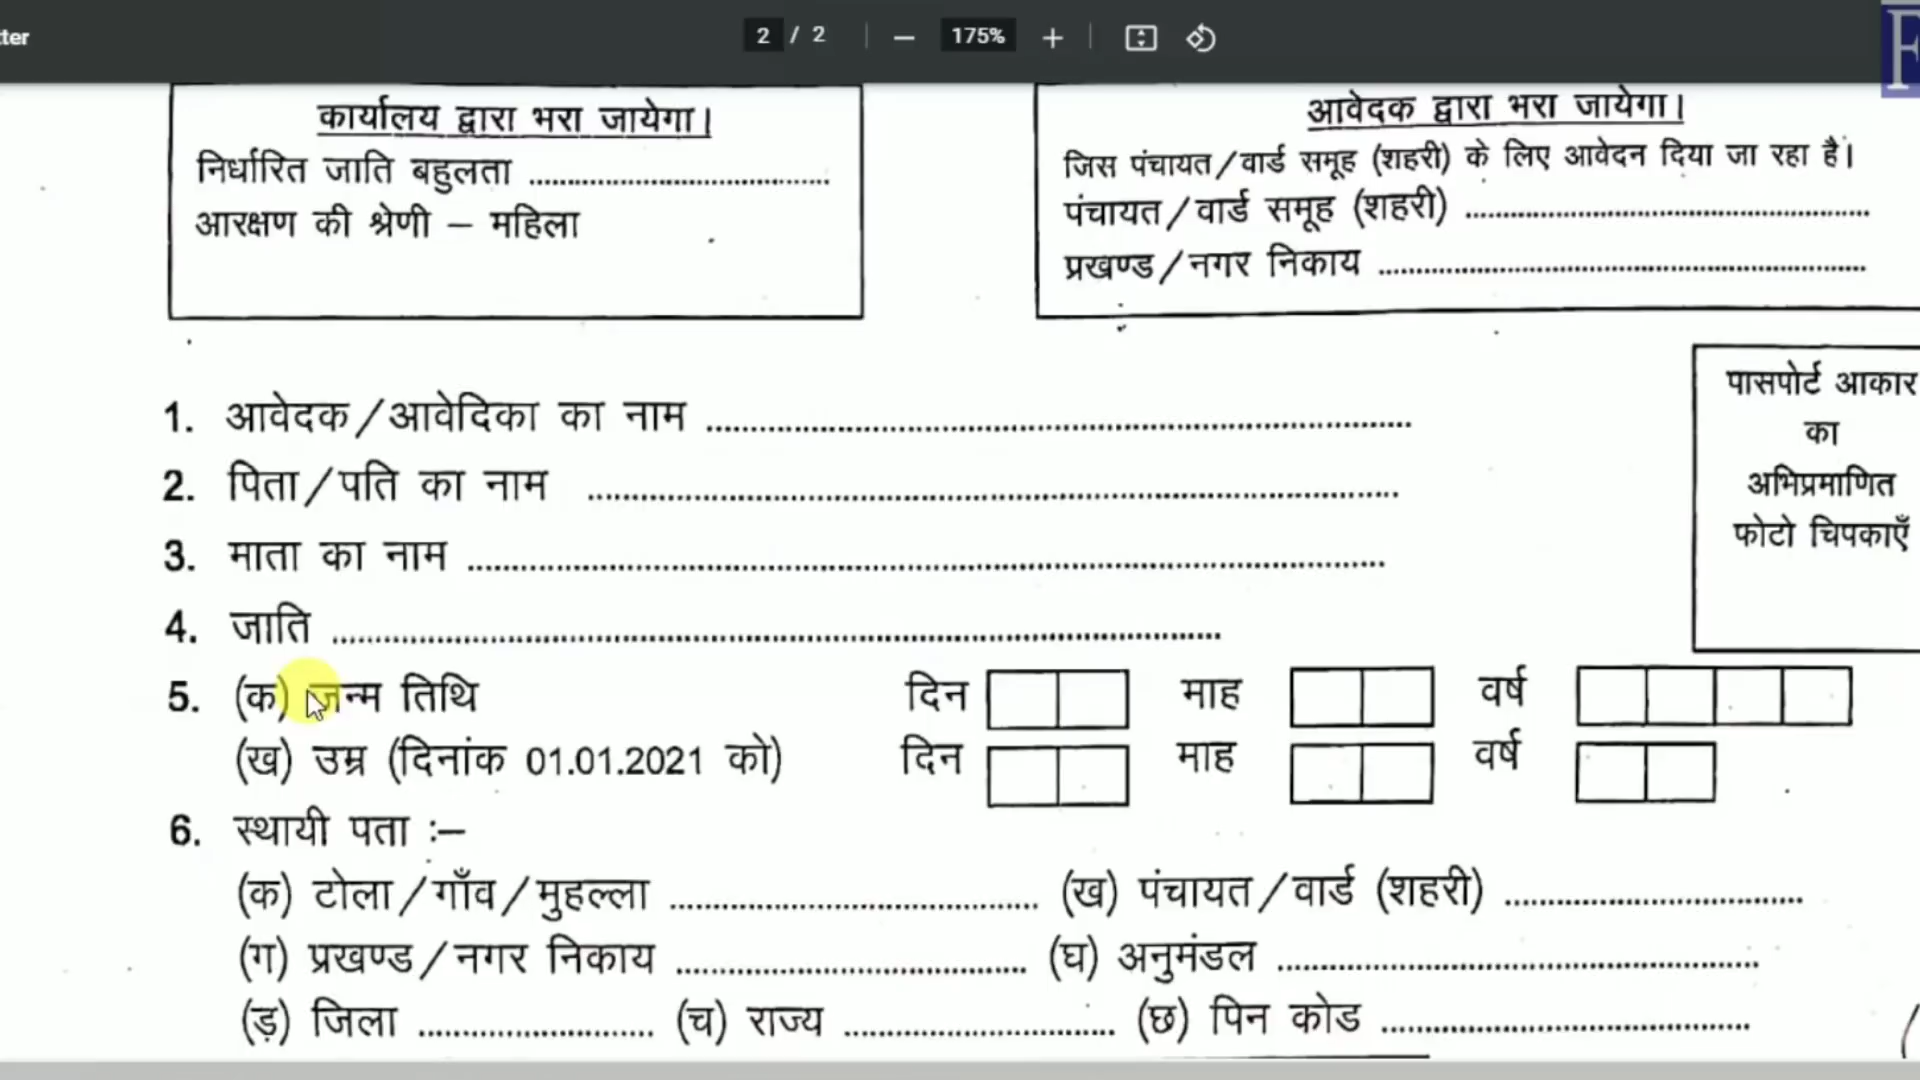 tter
2 / 2
175%
F
कार्यालय द्वारा भरा जायेगा।
निर्धारित जाति बहुलता ........................................
आरक्षण की श्रेणी – महिला
आवेदक द्वारा भरा जायेगा।
जिस पंचायत/वार्ड समूह (शहरी) के लिए आवेदन दिया जा रहा है।
पंचायत/वार्ड समूह (शहरी) ........................................
प्रखण्ड/नगर निकाय ........................................
पासपोर्ट आकार
का
अभिप्रमाणित
फोटो चिपकाएँ
1. आवेदक/आवेदिका का नाम ........................................
2. पिता/पति का नाम ........................................
3. माता का नाम ........................................
4. जाति ........................................
5. (क) जन्म तिथि दिन माह वर्ष
(ख) उम्र (दिनांक 01.01.2021 को) दिन माह वर्ष
6. स्थायी पता :–
(क) टोला/गाँव/मुहल्ला ........................................ (ख) पंचायत/वार्ड (शहरी) ........................................
(ग) प्रखण्ड/नगर निकाय ........................................ (घ) अनुमंडल ........................................
(ड़) जिला ........................ (च) राज्य ........................ (छ) पिन कोड ........................................